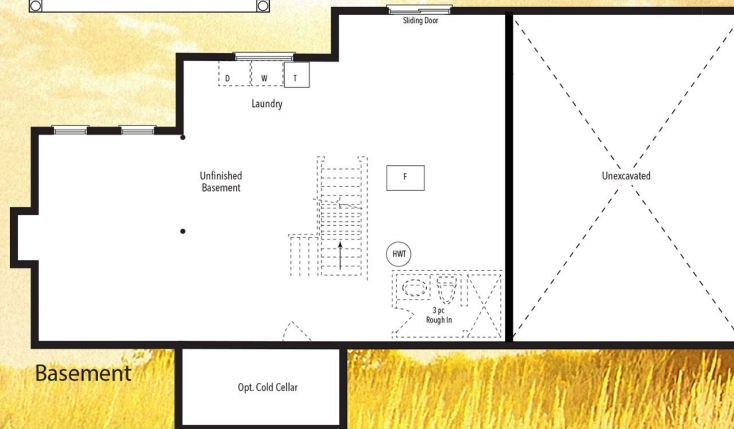 Sliding Door
D
W
T
Laundry
Unfinished
Basement
F
Unexcavated
HWT
3 pc
Rough In
Basement
Opt. Cold Cellar